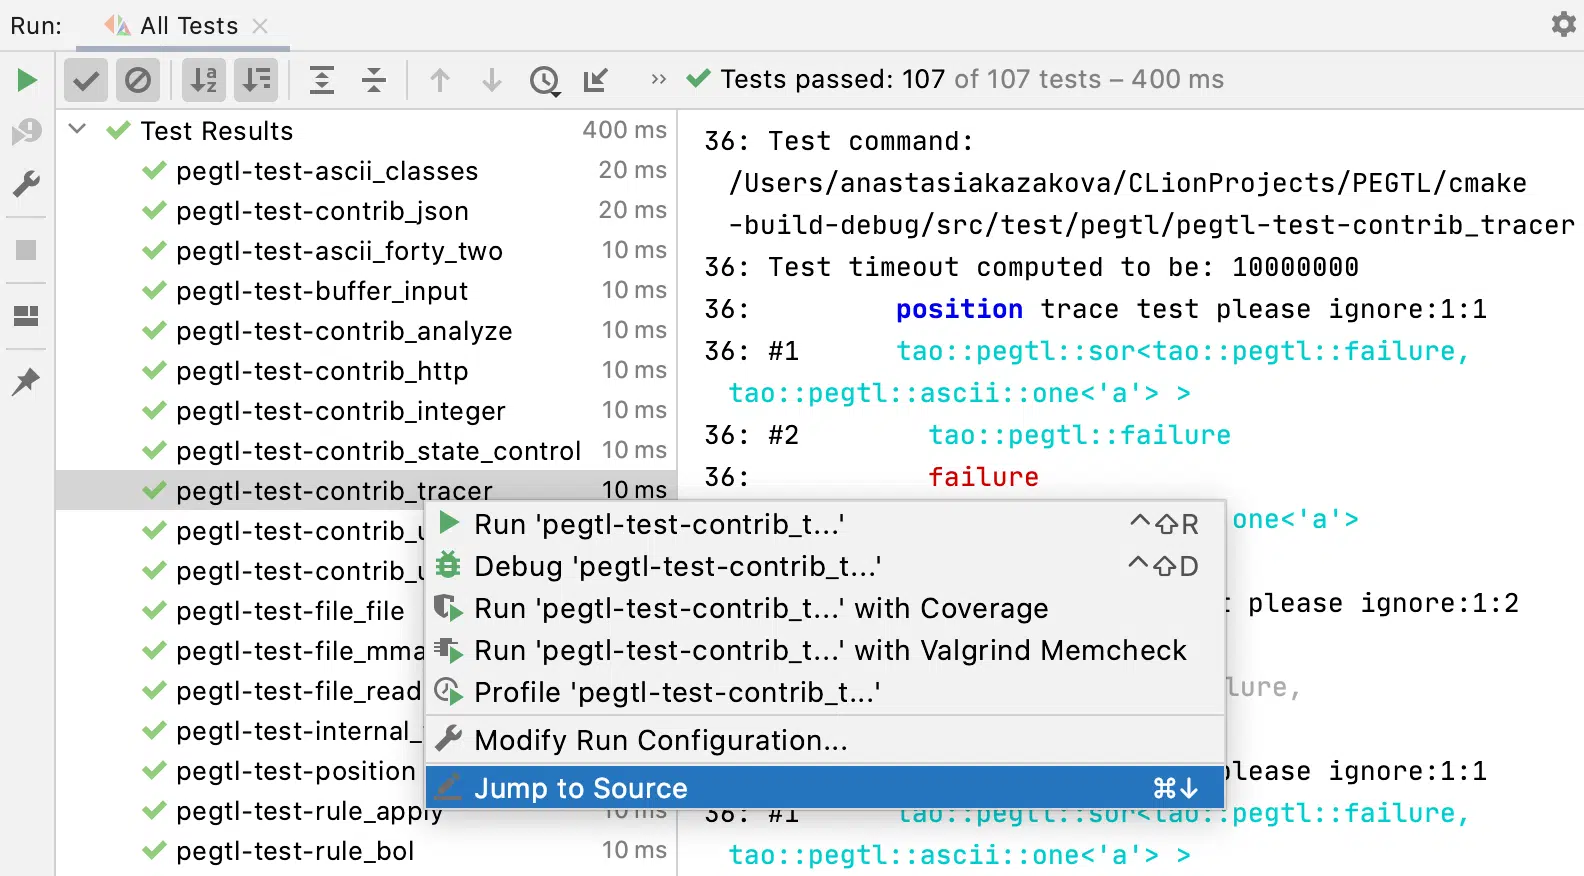 Run: All Tests
Tests passed: 107 of 107 tests – 400 ms
Test Results 400 ms
pegtl-test-ascii_classes 20 ms
pegtl-test-contrib_json 20 ms
pegtl-test-ascii_forty_two 10 ms
pegtl-test-buffer_input 10 ms
pegtl-test-contrib_analyze 10 ms
pegtl-test-contrib_http 10 ms
pegtl-test-contrib_integer 10 ms
pegtl-test-contrib_state_control 10 ms
pegtl-test-contrib_tracer 10 ms
pegtl-test-contrib_u
pegtl-test-contrib_u
pegtl-test-file_file
pegtl-test-file_mma
pegtl-test-file_read
pegtl-test-internal_
pegtl-test-position
pegtl-test-rule_apply 10 ms
pegtl-test-rule_bol 10 ms
Run 'pegtl-test-contrib_t...' ^⇧R
Debug 'pegtl-test-contrib_t...' ^⇧D
Run 'pegtl-test-contrib_t...' with Coverage
Run 'pegtl-test-contrib_t...' with Valgrind Memcheck
Profile 'pegtl-test-contrib_t...'
Modify Run Configuration...
Jump to Source ⌘↓
36: Test command:
/Users/anastasiakazakova/CLionProjects/PEGTL/cmake
-build-debug/src/test/pegtl/pegtl-test-contrib_tracer
36: Test timeout computed to be: 10000000
36: position trace test please ignore:1:1
36: #1 tao::pegtl::sor<tao::pegtl::failure,
tao::pegtl::ascii::one<'a'> >
36: #2 tao::pegtl::failure
36: failure
one<'a'>
t please ignore:1:2
lure,
please ignore:1:1
36: #1 tao::pegtl::sor<tao::pegtl::failure,
tao::pegtl::ascii::one<'a'> >